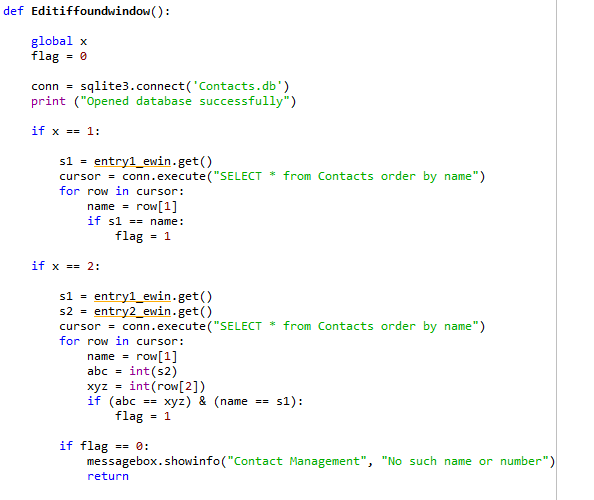 def Editiffoundwindow():
global x
flag = 0
conn = sqlite3.connect('Contacts.db')
print ("Opened database successfully")
if x == 1:
s1 = entry1_ewin.get()
cursor = conn.execute("SELECT * from Contacts order by name")
for row in cursor:
name = row[1]
if s1 == name:
flag = 1
if x == 2:
s1 = entry1_ewin.get()
s2 = entry2_ewin.get()
cursor = conn.execute("SELECT * from Contacts order by name")
for row in cursor:
name = row[1]
abc = int(s2)
xyz = int(row[2])
if (abc == xyz) & (name == s1):
flag = 1
if flag == 0:
messagebox.showinfo("Contact Management", "No such name or number")
return